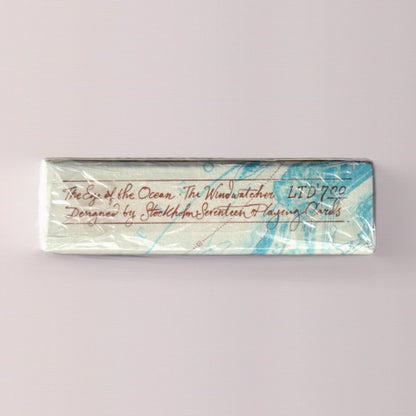 The Eye of the Ocean · The Windwatcher LTD 700
Designed by Stockholm Seventeen Playing Cards